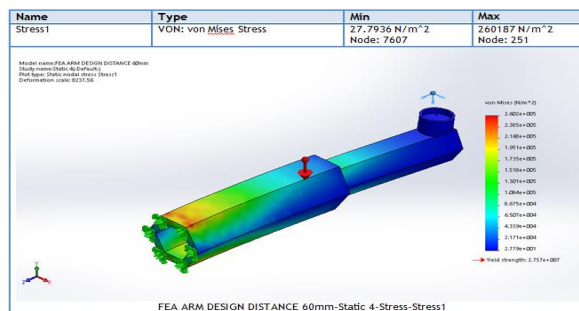 Name Type Min Max
Stress1 VON: von Mises Stress 27.7936 N/m^2 260187 N/m^2
Node: 7607 Node: 251
Model name:FEA ARM DESIGN DISTANCE 60mm
Study name:Static 4(-Default-)
Plot type: Static nodal stress Stress1
Deformation scale: 8237.56
von Mises (N/m^2)
2.602e+005
2.385e+005
2.168e+005
1.951e+005
1.735e+005
1.518e+005
1.301e+005
1.084e+005
8.675e+004
6.507e+004
4.339e+004
2.171e+004
2.779e+001
Yield strength: 2.757e+007
FEA ARM DESIGN DISTANCE 60mm-Static 4-Stress-Stress1